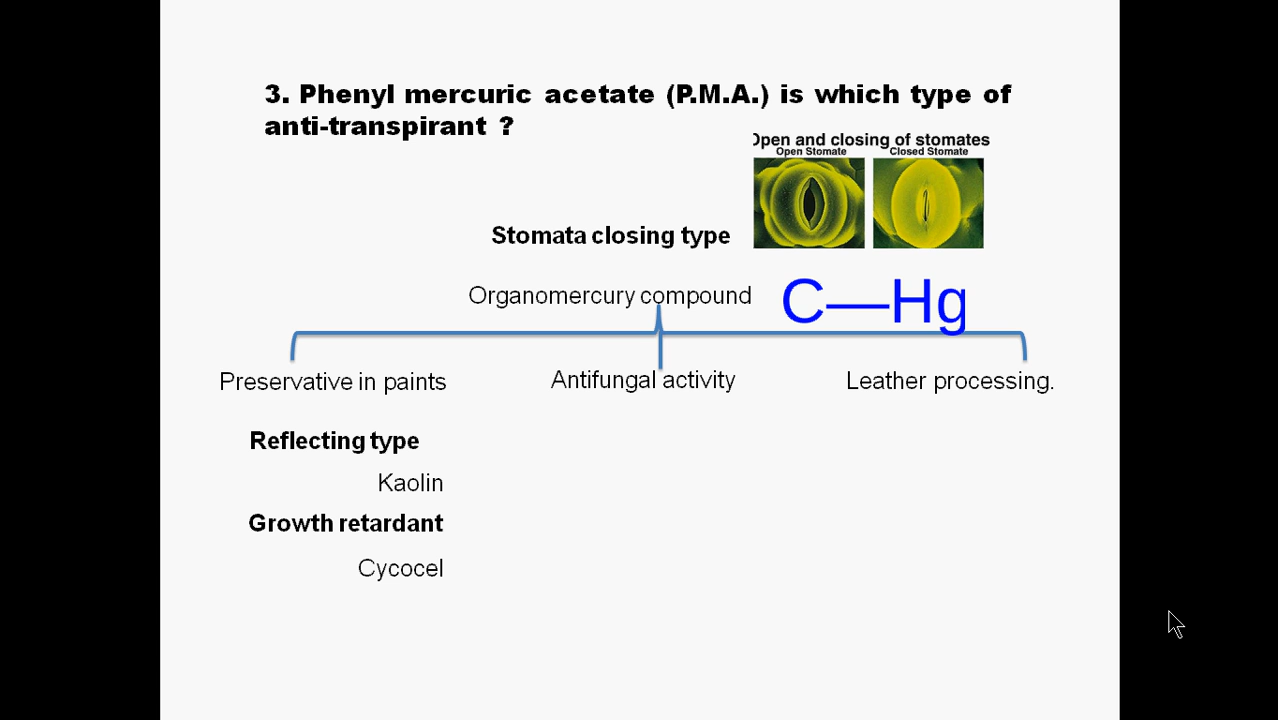 3. Phenyl mercuric acetate (P.M.A.) is which type of
anti-transpirant ?
Open and closing of stomates
Open Stomate Closed Stomate
Stomata closing type
Organomercury compound C—Hg
Preservative in paints Antifungal activity Leather processing.
Reflecting type
Kaolin
Growth retardant
Cycocel